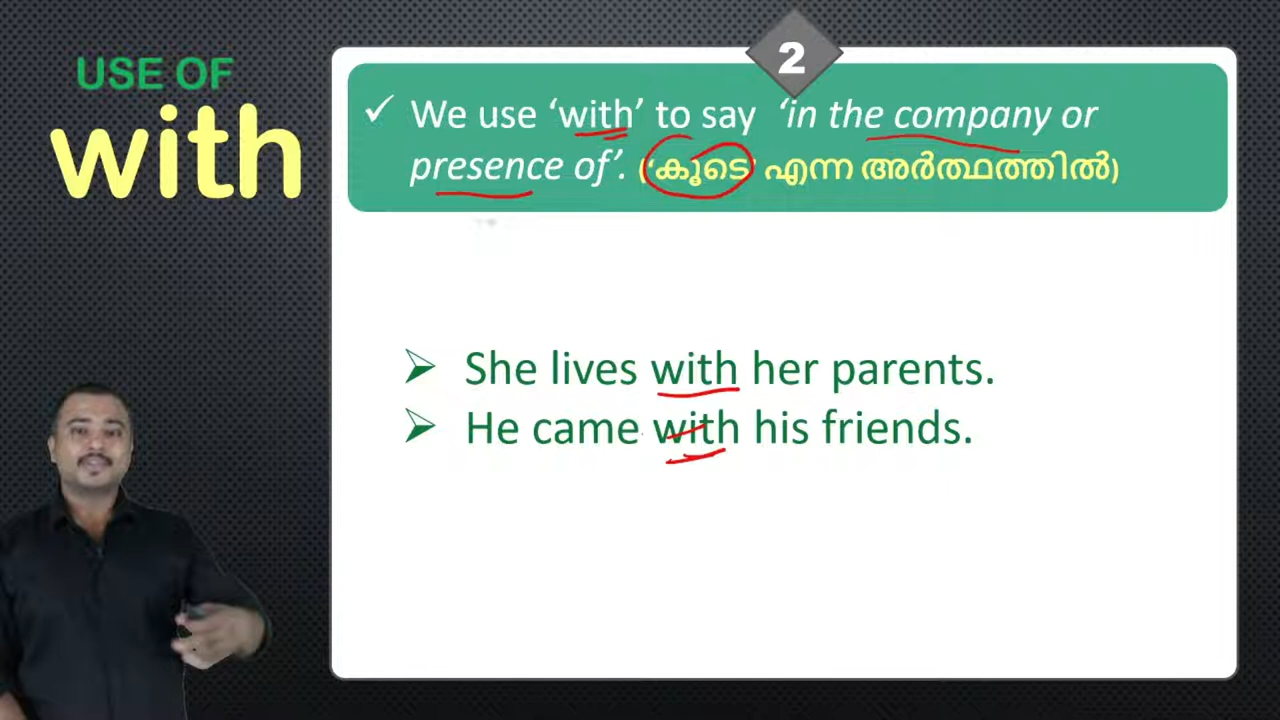 USE OF
with
2
✓ We use ‘with’ to say ‘in the company or
presence of’. (‘കൂടെ’ എന്ന അർത്ഥത്തിൽ)
➢ She lives with her parents.
➢ He came with his friends.